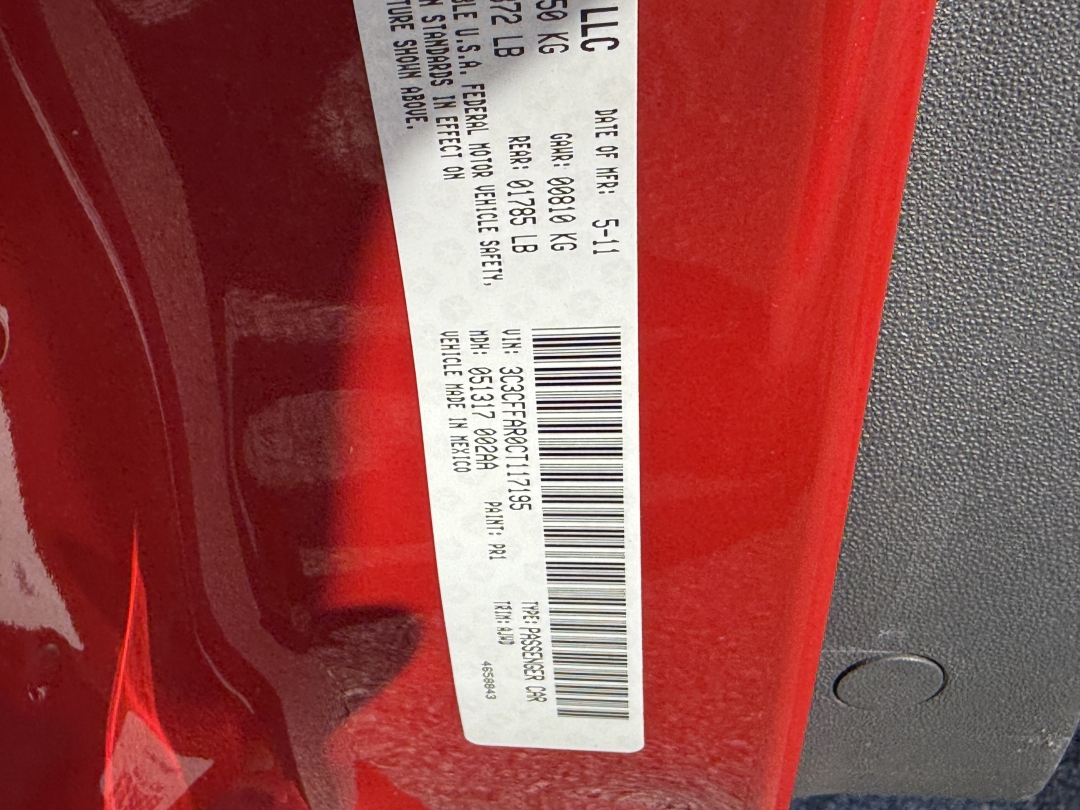 LLC DATE OF MFR: 5-11
50 KG GAWR: 00810 KG
72 LB REAR: 01785 LB
BLE U.S.A. FEDERAL MOTOR VEHICLE SAFETY,
N STANDARDS IN EFFECT ON
TURE SHOWN ABOVE.
VIN: 3C3CFFAR0CT117195 TYPE: PASSENGER CAR
MDH: 051317 002AA PAINT: PR1 TRIM: AJWD
VEHICLE MADE IN MEXICO
4658843